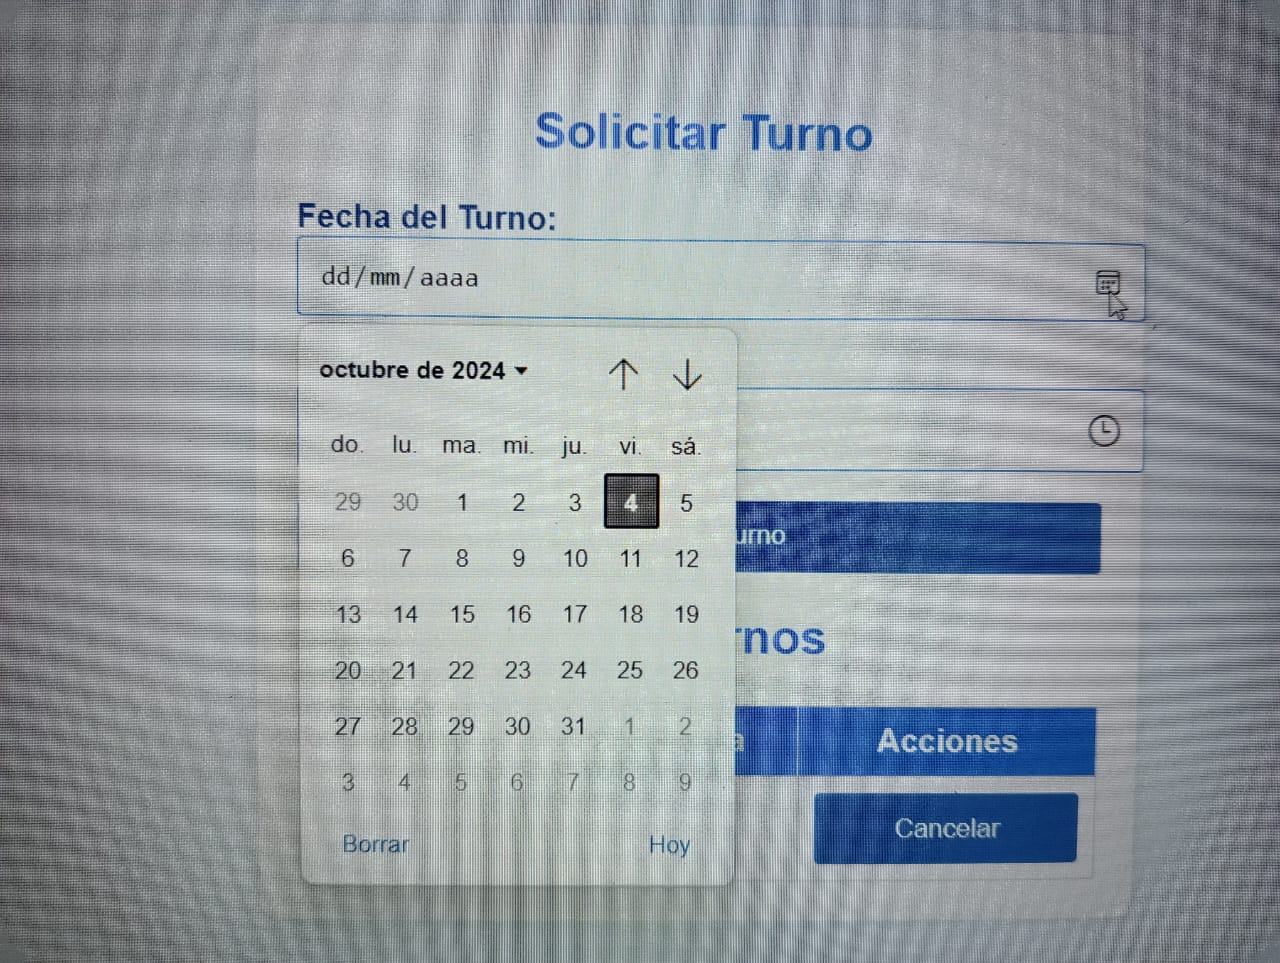 Solicitar Turno
Fecha del Turno:
dd/mm/aaaa
octubre de 2024
do. lu. ma. mi. ju. vi. sá.
29 30 1 2 3 4 5
6 7 8 9 10 11 12
13 14 15 16 17 18 19
20 21 22 23 24 25 26
27 28 29 30 31 1 2
3 4 5 6 7 8 9
Borrar Hoy
urno
rnos
a Acciones
Cancelar